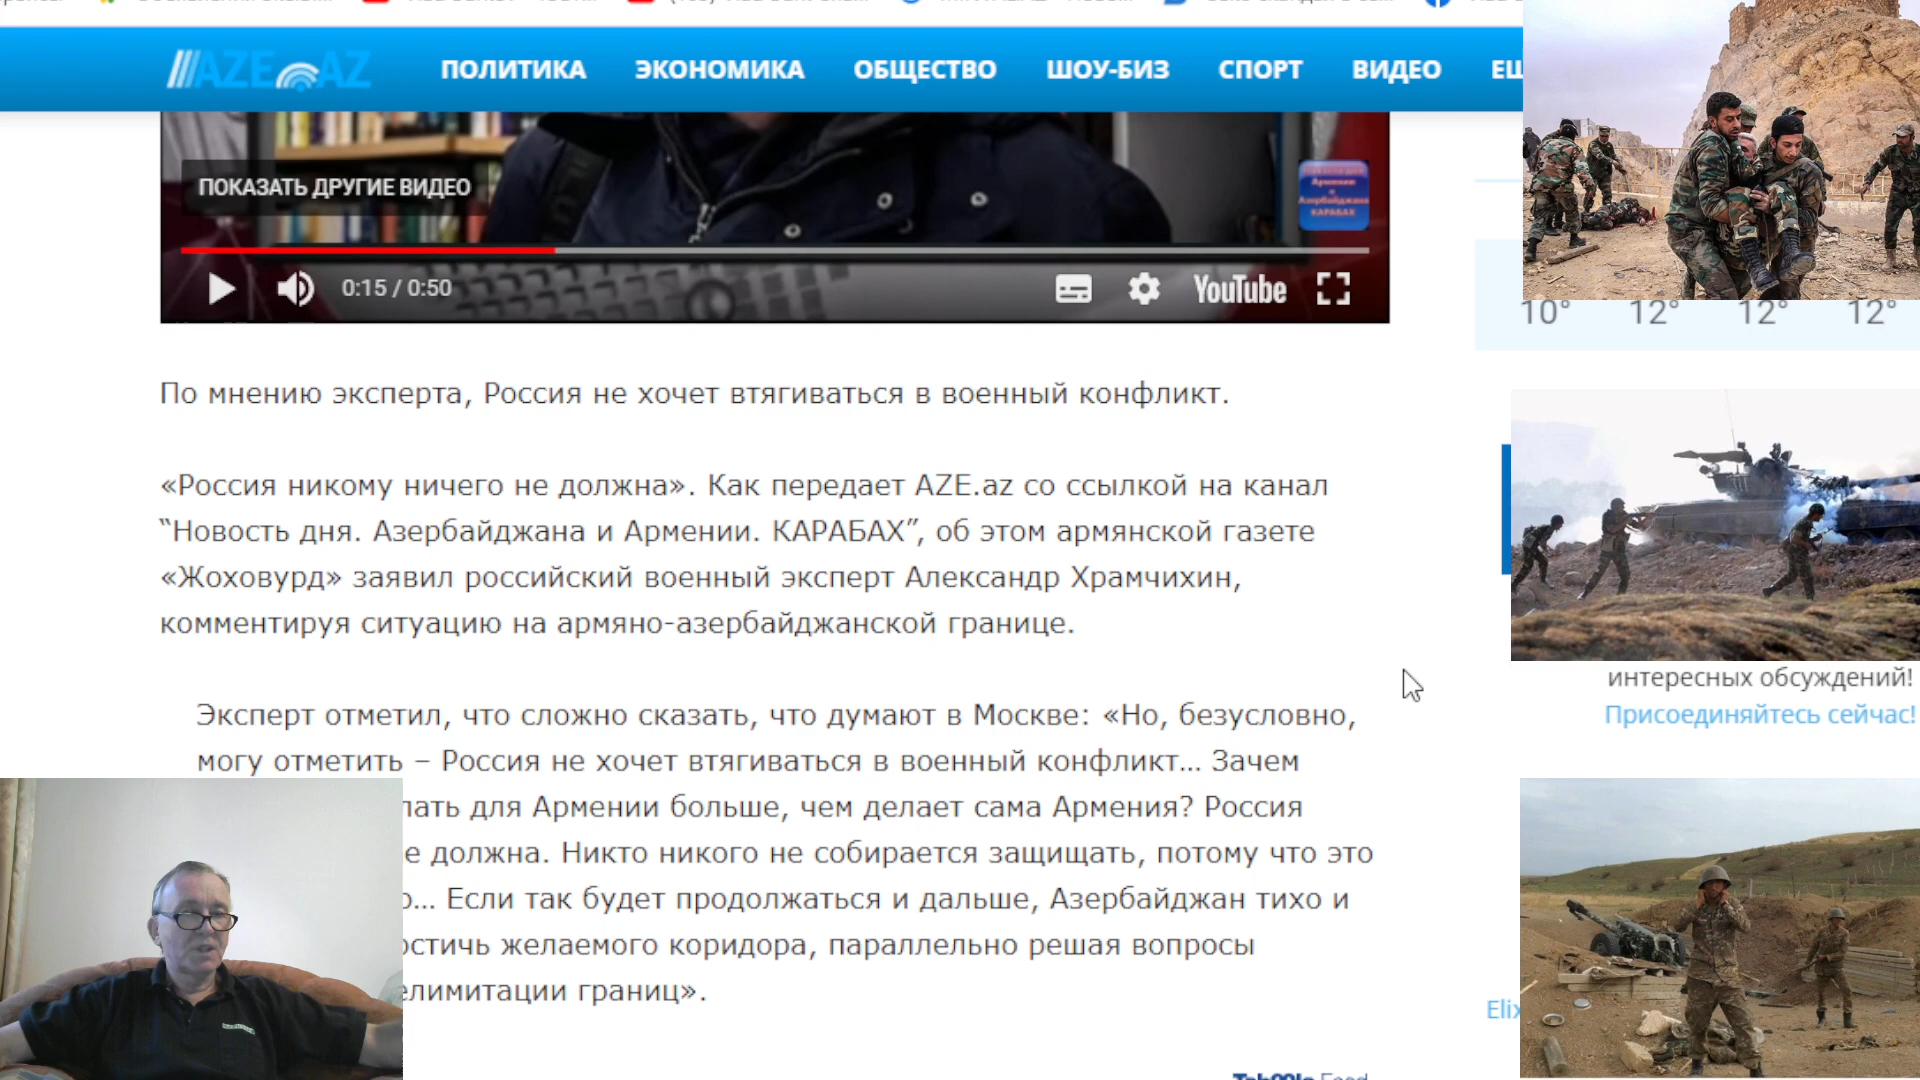 AZE.AZ
ПОЛИТИКА ЭКОНОМИКА ОБЩЕСТВО ШОУ-БИЗ СПОРТ ВИДЕО ЕЩ
ПОКАЗАТЬ ДРУГИЕ ВИДЕО
Армении
и
Азербайджана
КАРАБАХ
0:15 / 0:50
YouTube
10° 12° 12° 12°
По мнению эксперта, Россия не хочет втягиваться в военный конфликт.
«Россия никому ничего не должна». Как передает AZE.az со ссылкой на канал
“Новость дня. Азербайджана и Армении. КАРАБАХ”, об этом армянской газете
«Жоховурд» заявил российский военный эксперт Александр Храмчихин,
комментируя ситуацию на армяно-азербайджанской границе.
интересных обсуждений!
Присоединяйтесь сейчас!
Эксперт отметил, что сложно сказать, что думают в Москве: «Но, безусловно,
могу отметить – Россия не хочет втягиваться в военный конфликт... Зачем
лать для Армении больше, чем делает сама Армения? Россия
е должна. Никто никого не собирается защищать, потому что это
о... Если так будет продолжаться и дальше, Азербайджан тихо и
остичь желаемого коридора, параллельно решая вопросы
елимитации границ».
Elix
Feed